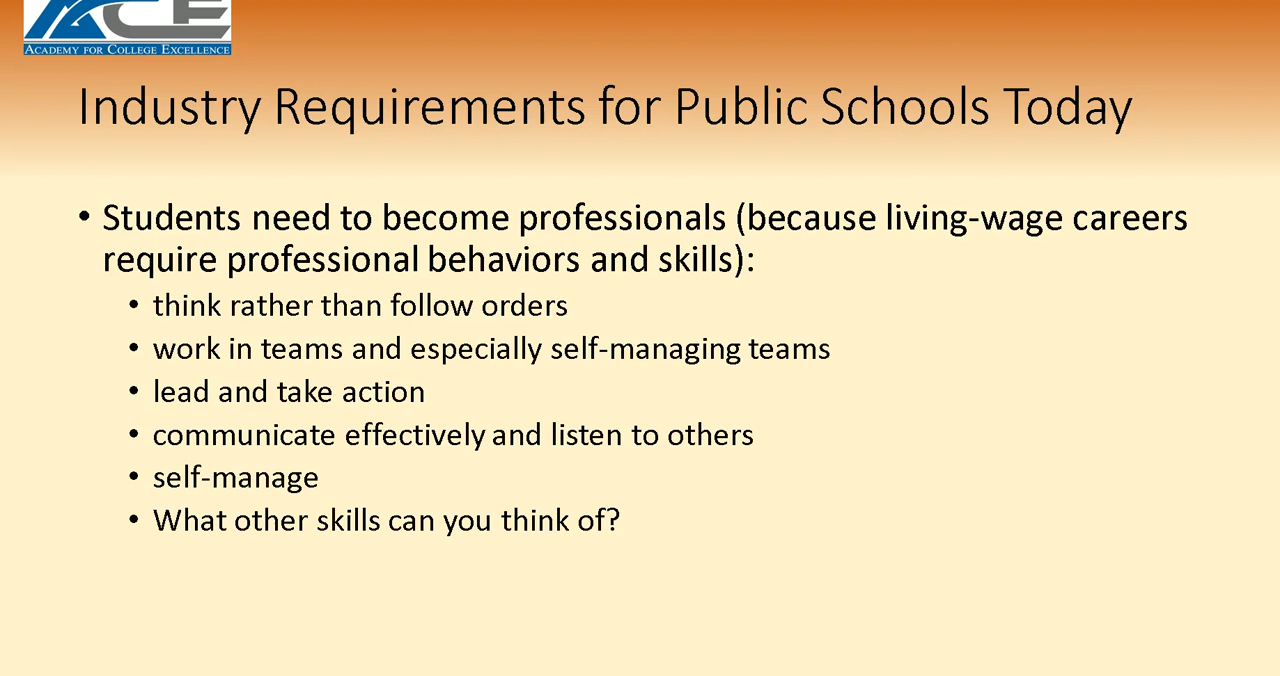 ACE
ACADEMY FOR COLLEGE EXCELLENCE
Industry Requirements for Public Schools Today
• Students need to become professionals (because living-wage careers
require professional behaviors and skills):
• think rather than follow orders
• work in teams and especially self-managing teams
• lead and take action
• communicate effectively and listen to others
• self-manage
• What other skills can you think of?